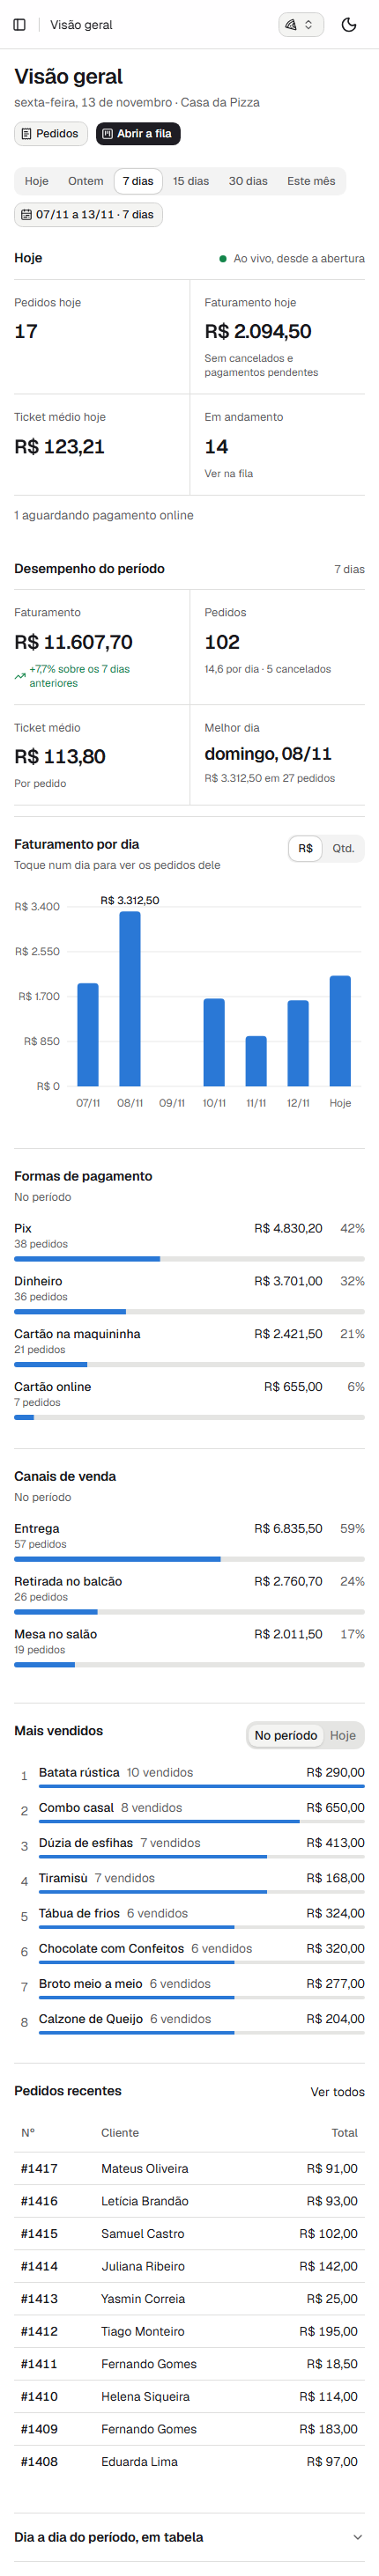 Visão geral
Visão geral
sexta-feira, 13 de novembro · Casa da Pizza
Pedidos
Abrir a fila
Hoje
Ontem
7 dias
15 dias
30 dias
Este mês
07/11 a 13/11 · 7 dias
Hoje
Ao vivo, desde a abertura
Pedidos hoje
17
Faturamento hoje
R$ 2.094,50
Sem cancelados e
pagamentos pendentes
Ticket médio hoje
R$ 123,21
Em andamento
14
Ver na fila
1 aguardando pagamento online
Desempenho do período
7 dias
Faturamento
R$ 11.607,70
+7,7% sobre os 7 dias
anteriores
Pedidos
102
14,6 por dia · 5 cancelados
Ticket médio
R$ 113,80
Por pedido
Melhor dia
domingo, 08/11
R$ 3.312,50 em 27 pedidos
Faturamento por dia
Toque num dia para ver os pedidos dele
R$
Qtd.
R$ 3.312,50
R$ 3.400
R$ 2.550
R$ 1.700
R$ 850
R$ 0
07/11
08/11
09/11
10/11
11/11
12/11
Hoje
Formas de pagamento
No período
Pix
R$ 4.830,20
42%
38 pedidos
Dinheiro
R$ 3.701,00
32%
36 pedidos
Cartão na maquininha
R$ 2.421,50
21%
21 pedidos
Cartão online
R$ 655,00
6%
7 pedidos
Canais de venda
No período
Entrega
R$ 6.835,50
59%
57 pedidos
Retirada no balcão
R$ 2.760,70
24%
26 pedidos
Mesa no salão
R$ 2.011,50
17%
19 pedidos
Mais vendidos
No período
Hoje
1 Batata rústica 10 vendidos R$ 290,00
2 Combo casal 8 vendidos R$ 650,00
3 Dúzia de esfihas 7 vendidos R$ 413,00
4 Tiramisù 7 vendidos R$ 168,00
5 Tábua de frios 6 vendidos R$ 324,00
6 Chocolate com Confeitos 6 vendidos R$ 320,00
7 Broto meio a meio 6 vendidos R$ 277,00
8 Calzone de Queijo 6 vendidos R$ 204,00
Pedidos recentes
Ver todos
Nº Cliente Total
#1417 Mateus Oliveira R$ 91,00
#1416 Letícia Brandão R$ 93,00
#1415 Samuel Castro R$ 102,00
#1414 Juliana Ribeiro R$ 142,00
#1413 Yasmin Correia R$ 25,00
#1412 Tiago Monteiro R$ 195,00
#1411 Fernando Gomes R$ 18,50
#1410 Helena Siqueira R$ 114,00
#1409 Fernando Gomes R$ 183,00
#1408 Eduarda Lima R$ 97,00
Dia a dia do período, em tabela